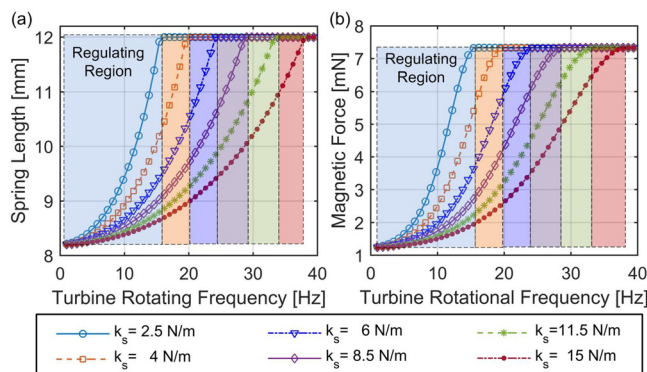 (a)
Regulating
Region
Spring Length [mm]
12
11
10
9
8
0
10
20
30
40
Turbine Rotating Frequency [Hz]
(b)
Regulating
Region
Magnetic Force [mN]
8
7
6
5
4
3
2
1
0
10
20
30
40
Turbine Rotational Frequency [Hz]
k_s = 2.5 N/m
k_s = 6 N/m
k_s = 11.5 N/m
k_s = 4 N/m
k_s = 8.5 N/m
k_s = 15 N/m